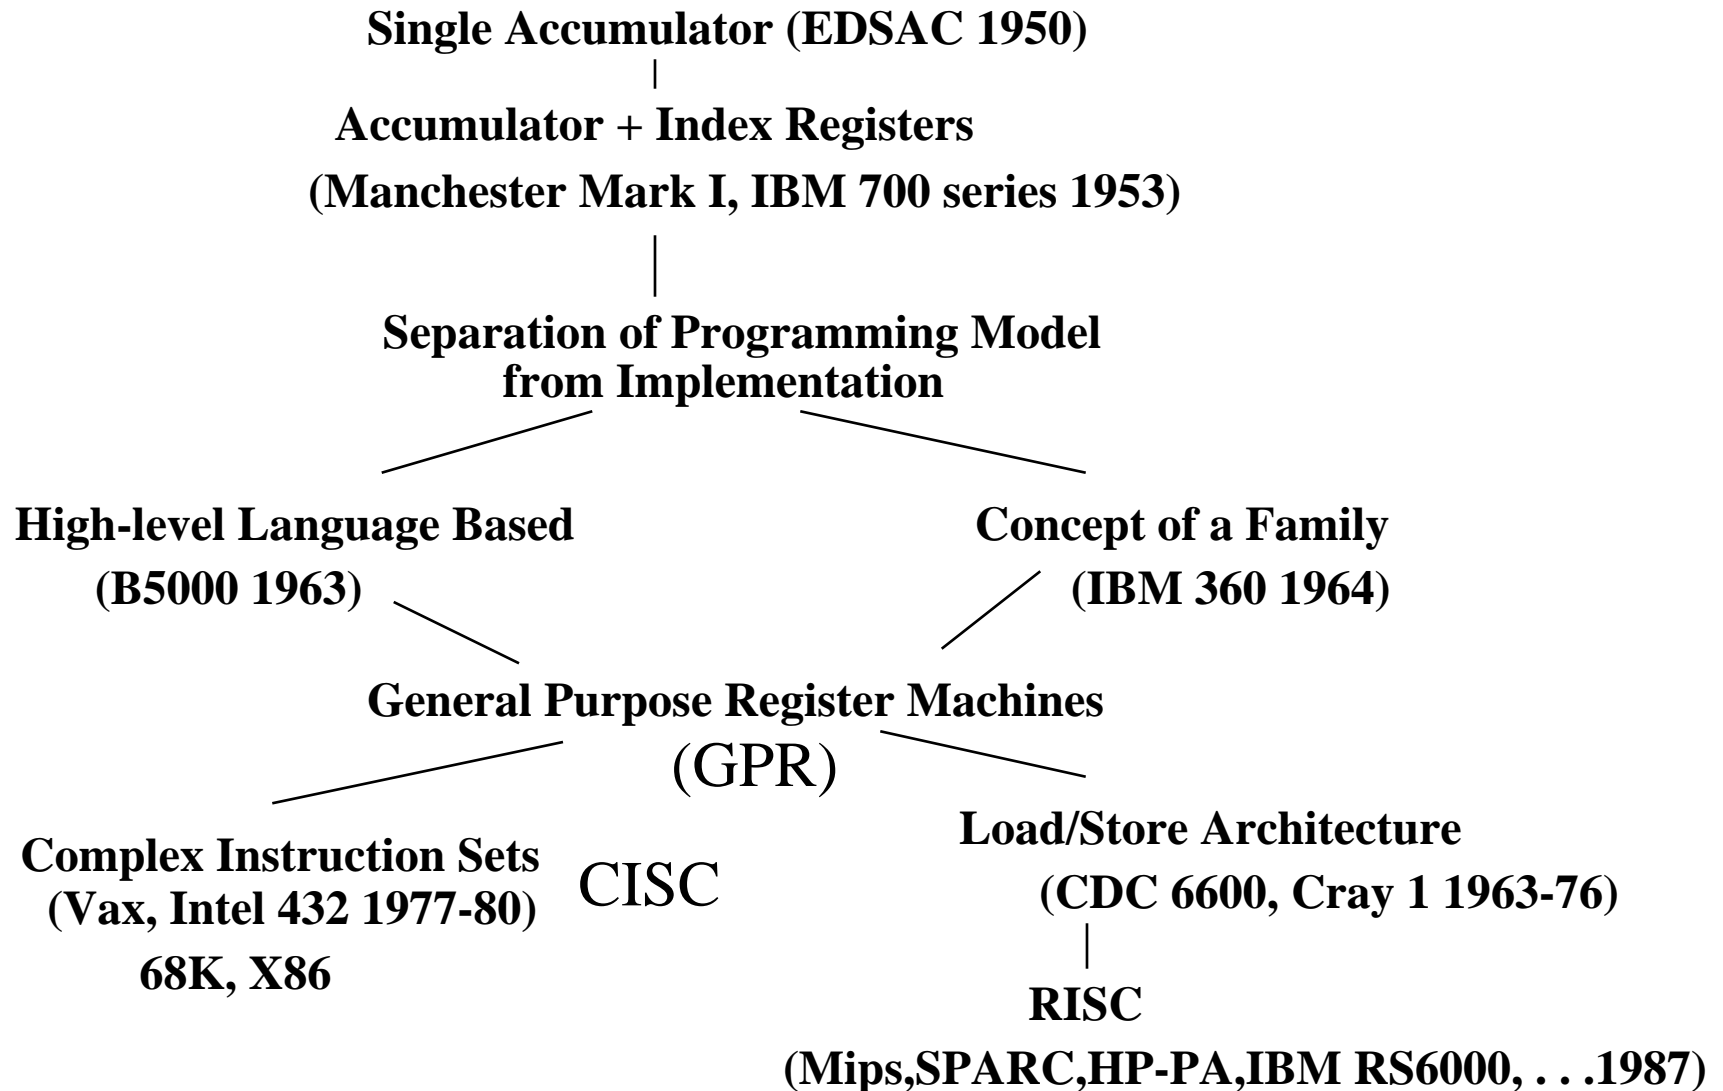 Single Accumulator (EDSAC 1950)
Accumulator + Index Registers
(Manchester Mark I, IBM 700 series 1953)
Separation of Programming Model
from Implementation
High-level Language Based
(B5000 1963)
Concept of a Family
(IBM 360 1964)
General Purpose Register Machines
(GPR)
Complex Instruction Sets
(Vax, Intel 432 1977-80)
68K, X86
CISC
Load/Store Architecture
(CDC 6600, Cray 1 1963-76)
RISC
(Mips,SPARC,HP-PA,IBM RS6000, . . .1987)